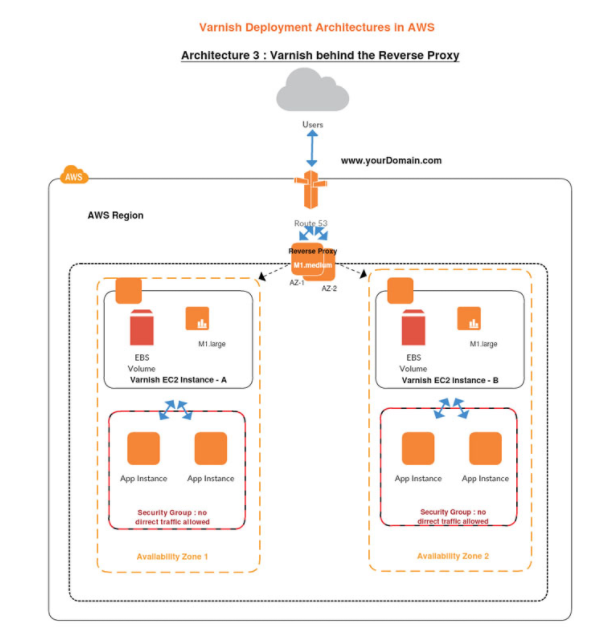 Varnish Deployment Architectures in AWS
Architecture 3 : Varnish behind the Reverse Proxy
Users
www.yourDomain.com
AWS
AWS Region
Route 53
Reverse Proxy
M1.medium
AZ-1
AZ-2
M1.large
EBS
Volume
Varnish EC2 Instance - A
App Instance
App Instance
Security Group : no
dirrect traffic allowed
Availability Zone 1
M1.large
EBS
Volume
Varnish EC2 Instance - B
App Instance
App Instance
Security Group : no
dirrect traffic allowed
Availability Zone 2